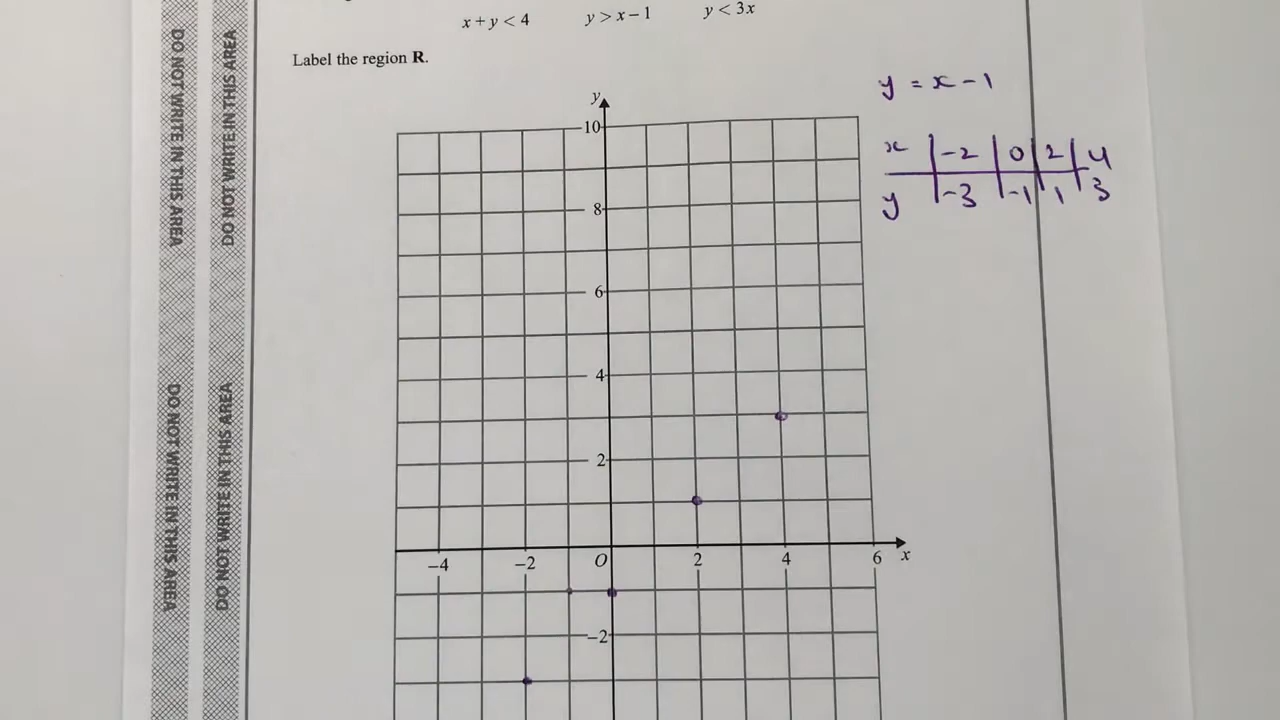 x + y < 4 y > x − 1 y < 3x
Label the region R.
DO NOT WRITE IN THIS AREA
DO NOT WRITE IN THIS AREA
DO NOT WRITE IN THIS AREA
DO NOT WRITE IN THIS AREA
y = x − 1
x −2 0 2 4
y −3 −1 1 3
y
10
8
6
4
2
−4 −2 O 2 4 6 x
−2